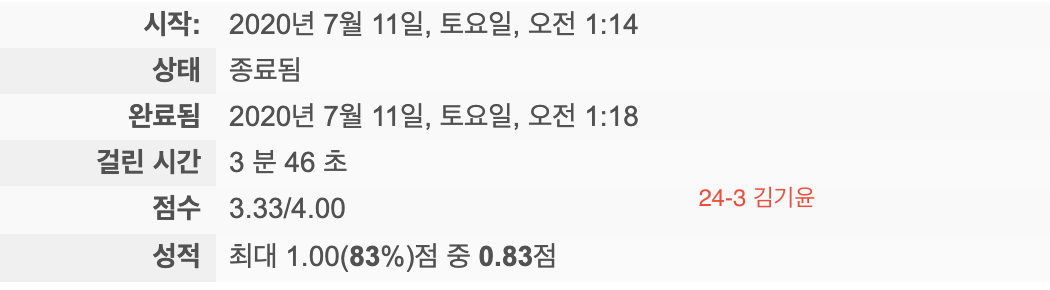 시작: 2020년 7월 11일, 토요일, 오전 1:14
상태 종료됨
완료됨 2020년 7월 11일, 토요일, 오전 1:18
걸린 시간 3 분 46 초
24-3 김기윤
점수 3.33/4.00
성적 최대 1.00(83%)점 중 0.83점